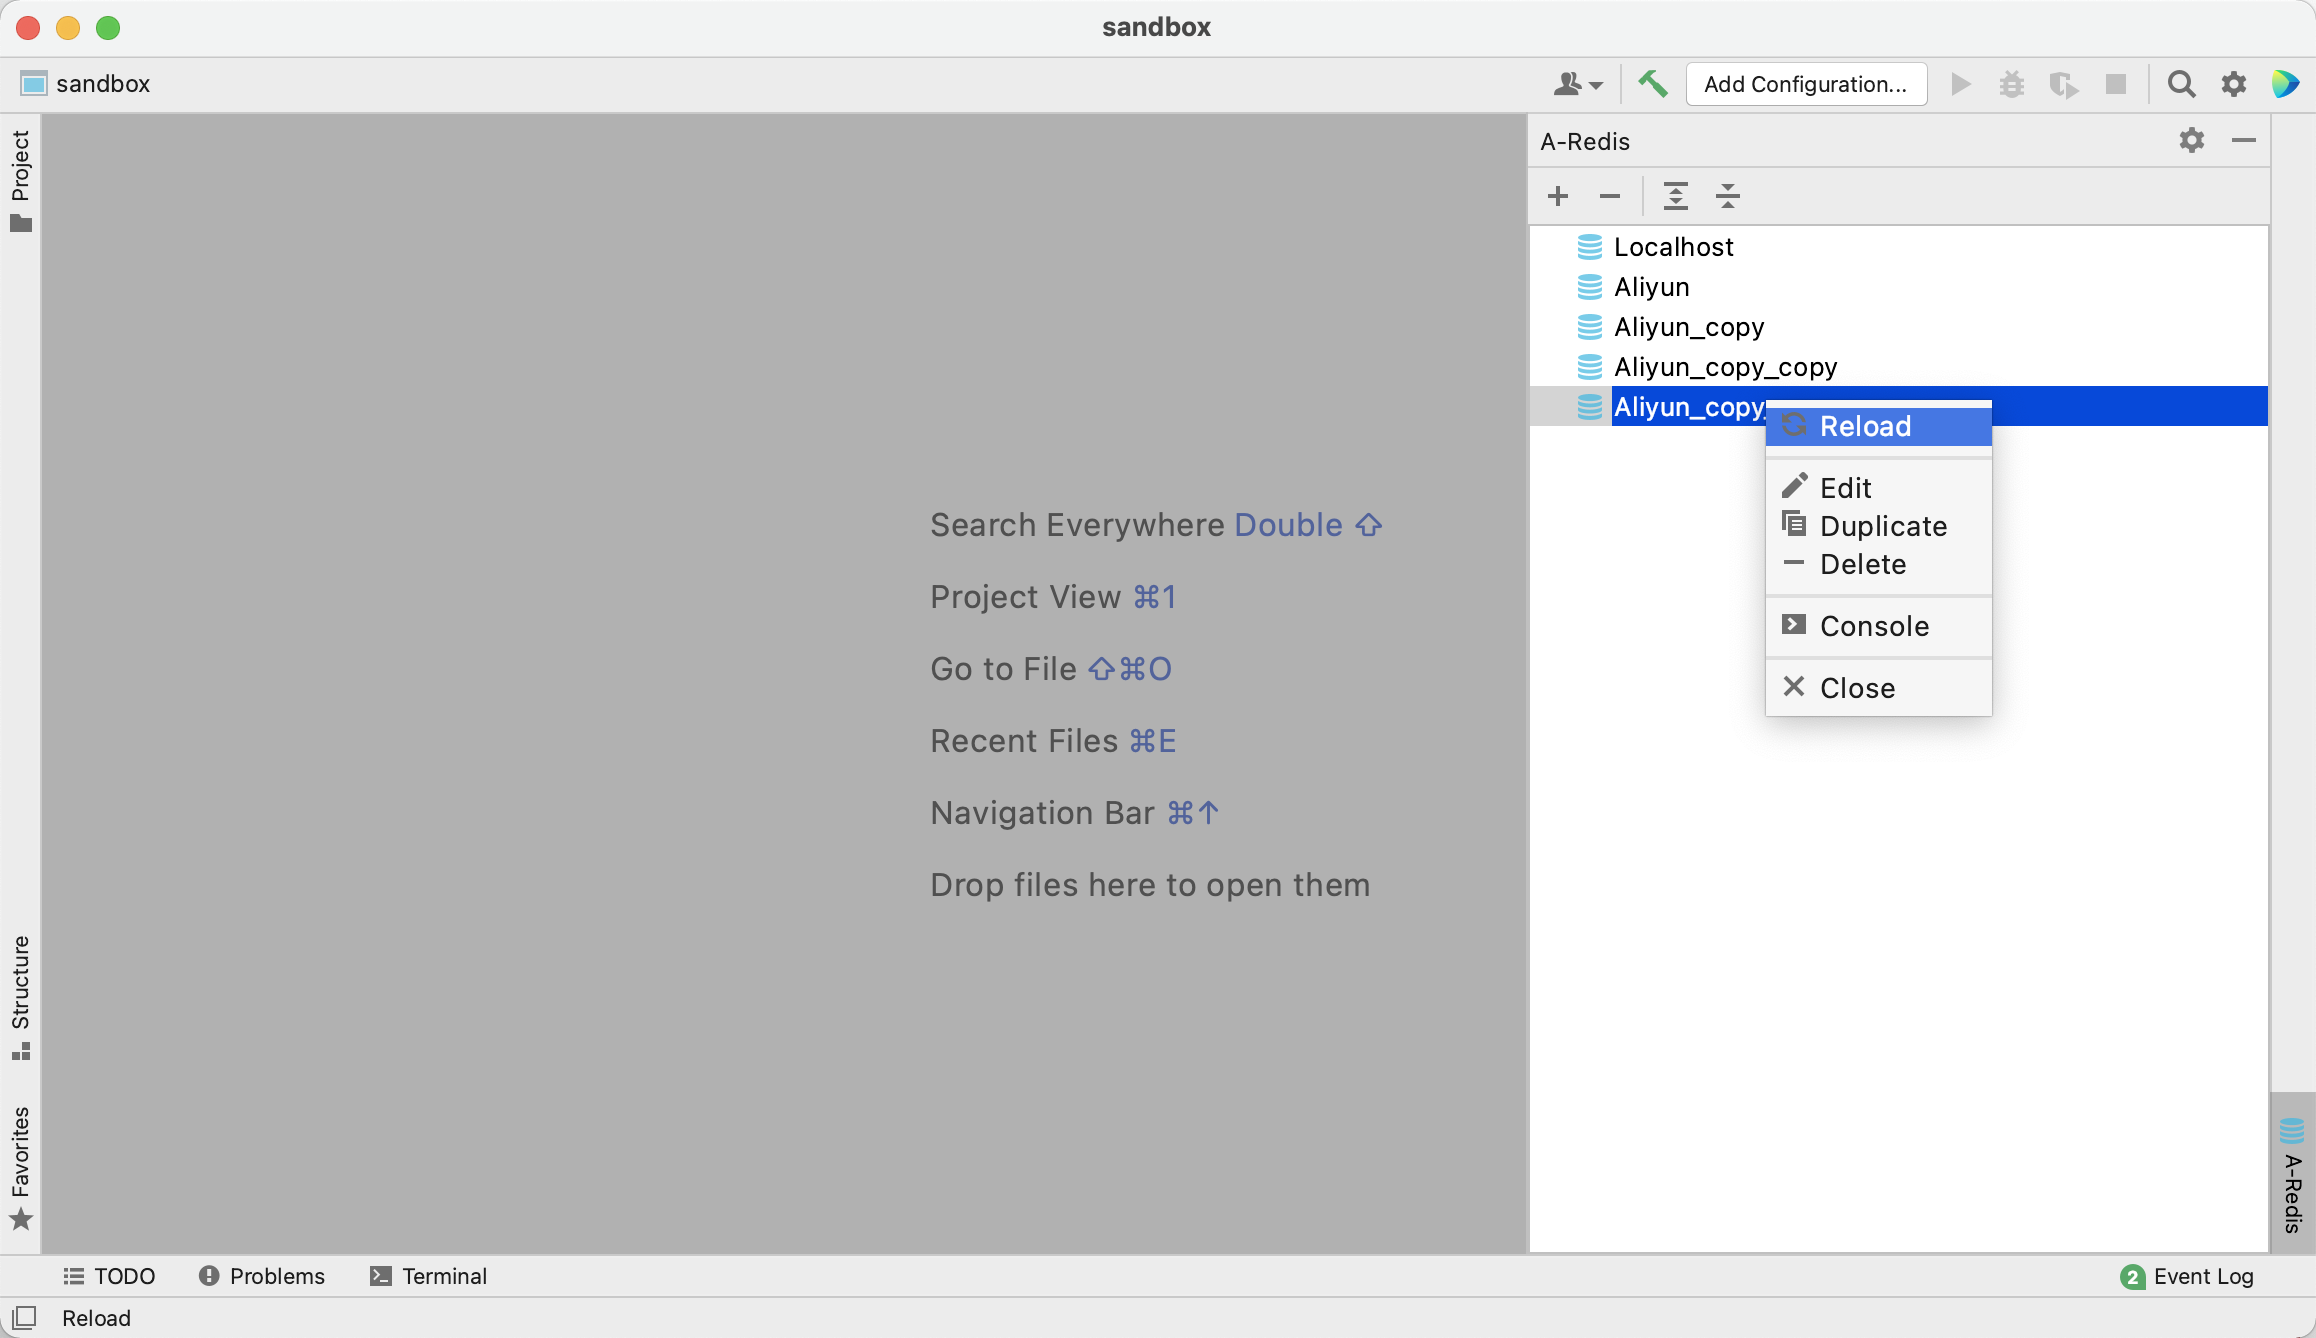 sandbox
sandbox
Add Configuration...
Project
Structure
Favorites
Search Everywhere Double ⇧
Project View ⌘1
Go to File ⇧⌘O
Recent Files ⌘E
Navigation Bar ⌘↑
Drop files here to open them
A-Redis
Localhost
Aliyun
Aliyun_copy
Aliyun_copy_copy
Aliyun_copy_
Reload
Edit
Duplicate
Delete
Console
Close
A-Redis
TODO
Problems
Terminal
2 Event Log
Reload